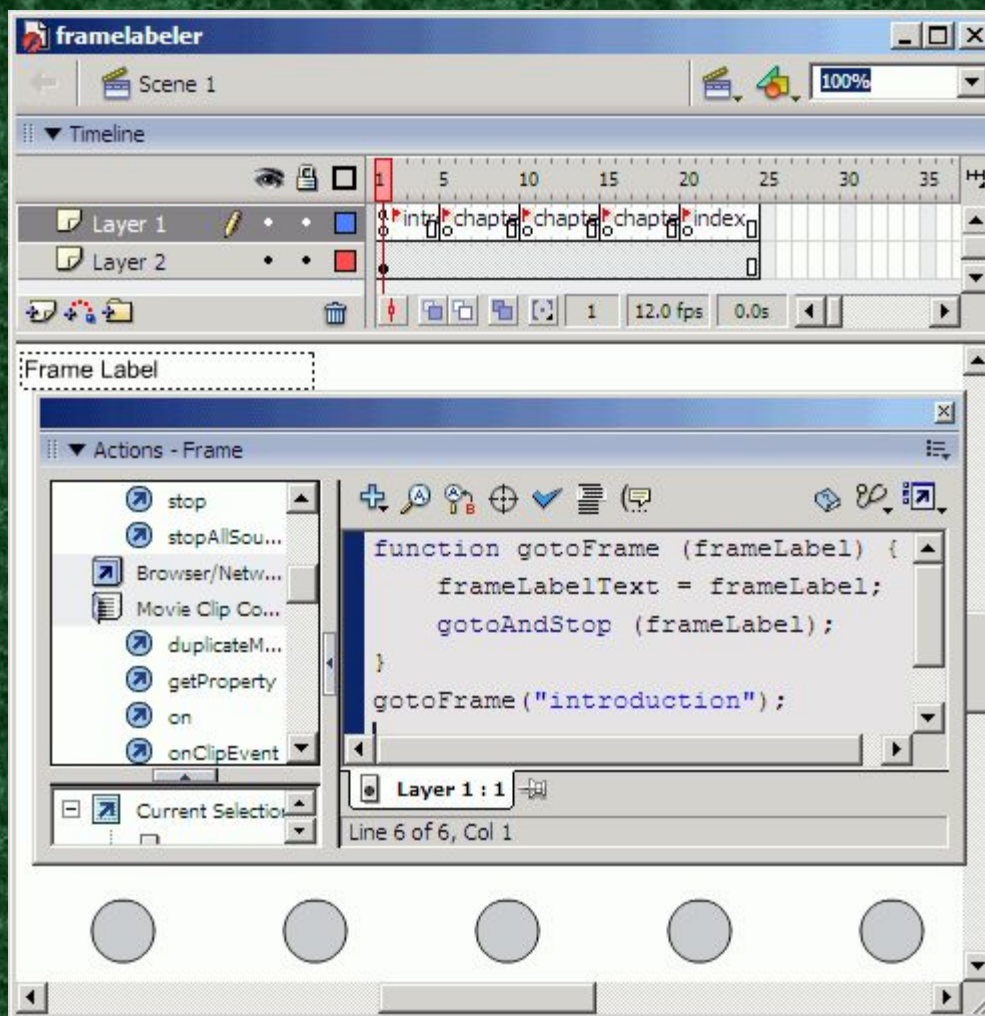 framelabeler
Scene 1
100%
Timeline
1 5 10 15 20 25 30 35
Layer 1
intr chapte chapte chapte index
Layer 2
1 12.0 fps 0.0s
Frame Label
Actions - Frame
stop
stopAllSou...
Browser/Netw...
Movie Clip Co...
duplicateM...
getProperty
on
onClipEvent
Current Selection
function gotoFrame (frameLabel) {
frameLabelText = frameLabel;
gotoAndStop (frameLabel);
}
gotoFrame("introduction");
Layer 1 : 1
Line 6 of 6, Col 1